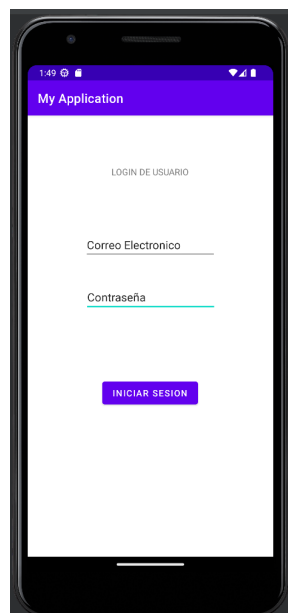 1:49
My Application
LOGIN DE USUARIO
Correo Electronico
Contraseña
INICIAR SESION